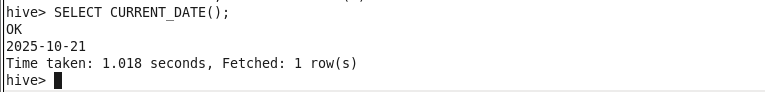 hive> SELECT CURRENT_DATE();
OK
2025-10-21
Time taken: 1.018 seconds, Fetched: 1 row(s)
hive>